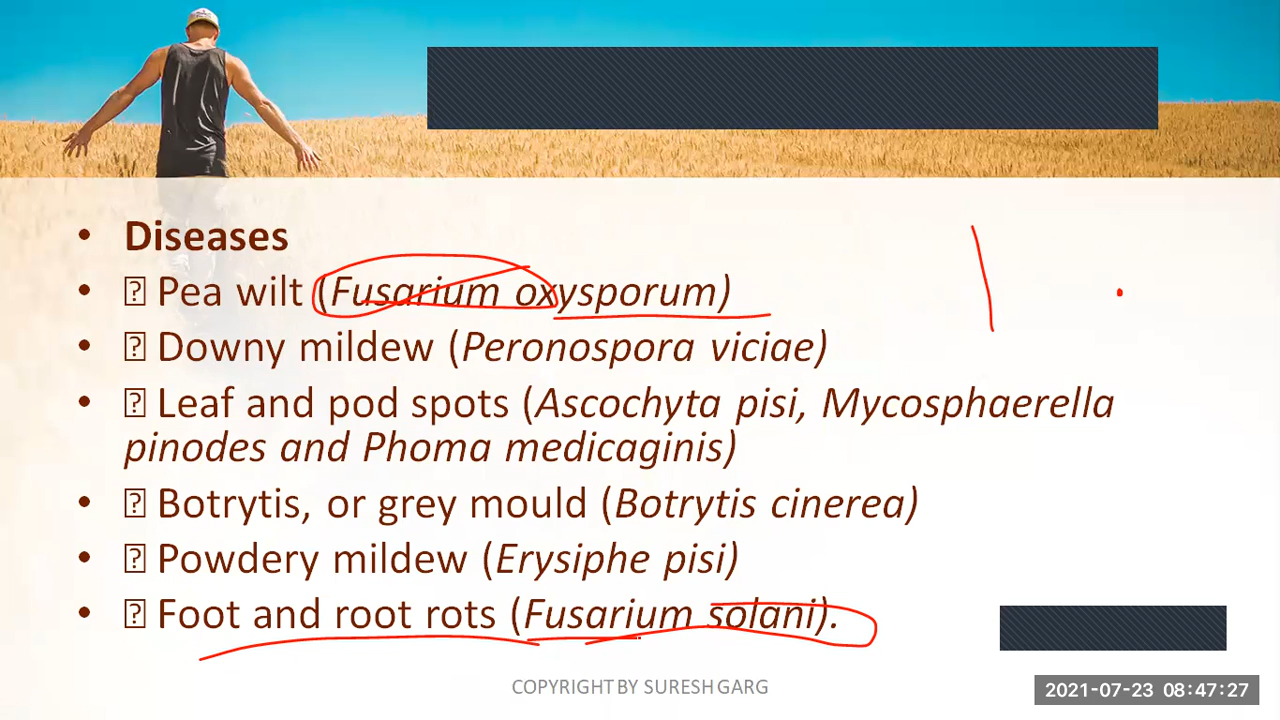 • Diseases
• Pea wilt (Fusarium oxysporum)
• Downy mildew (Peronospora viciae)
• Leaf and pod spots (Ascochyta pisi, Mycosphaerella
pinodes and Phoma medicaginis)
• Botrytis, or grey mould (Botrytis cinerea)
• Powdery mildew (Erysiphe pisi)
• Foot and root rots (Fusarium solani).
COPYRIGHT BY SURESH GARG
2021-07-23 08:47:27